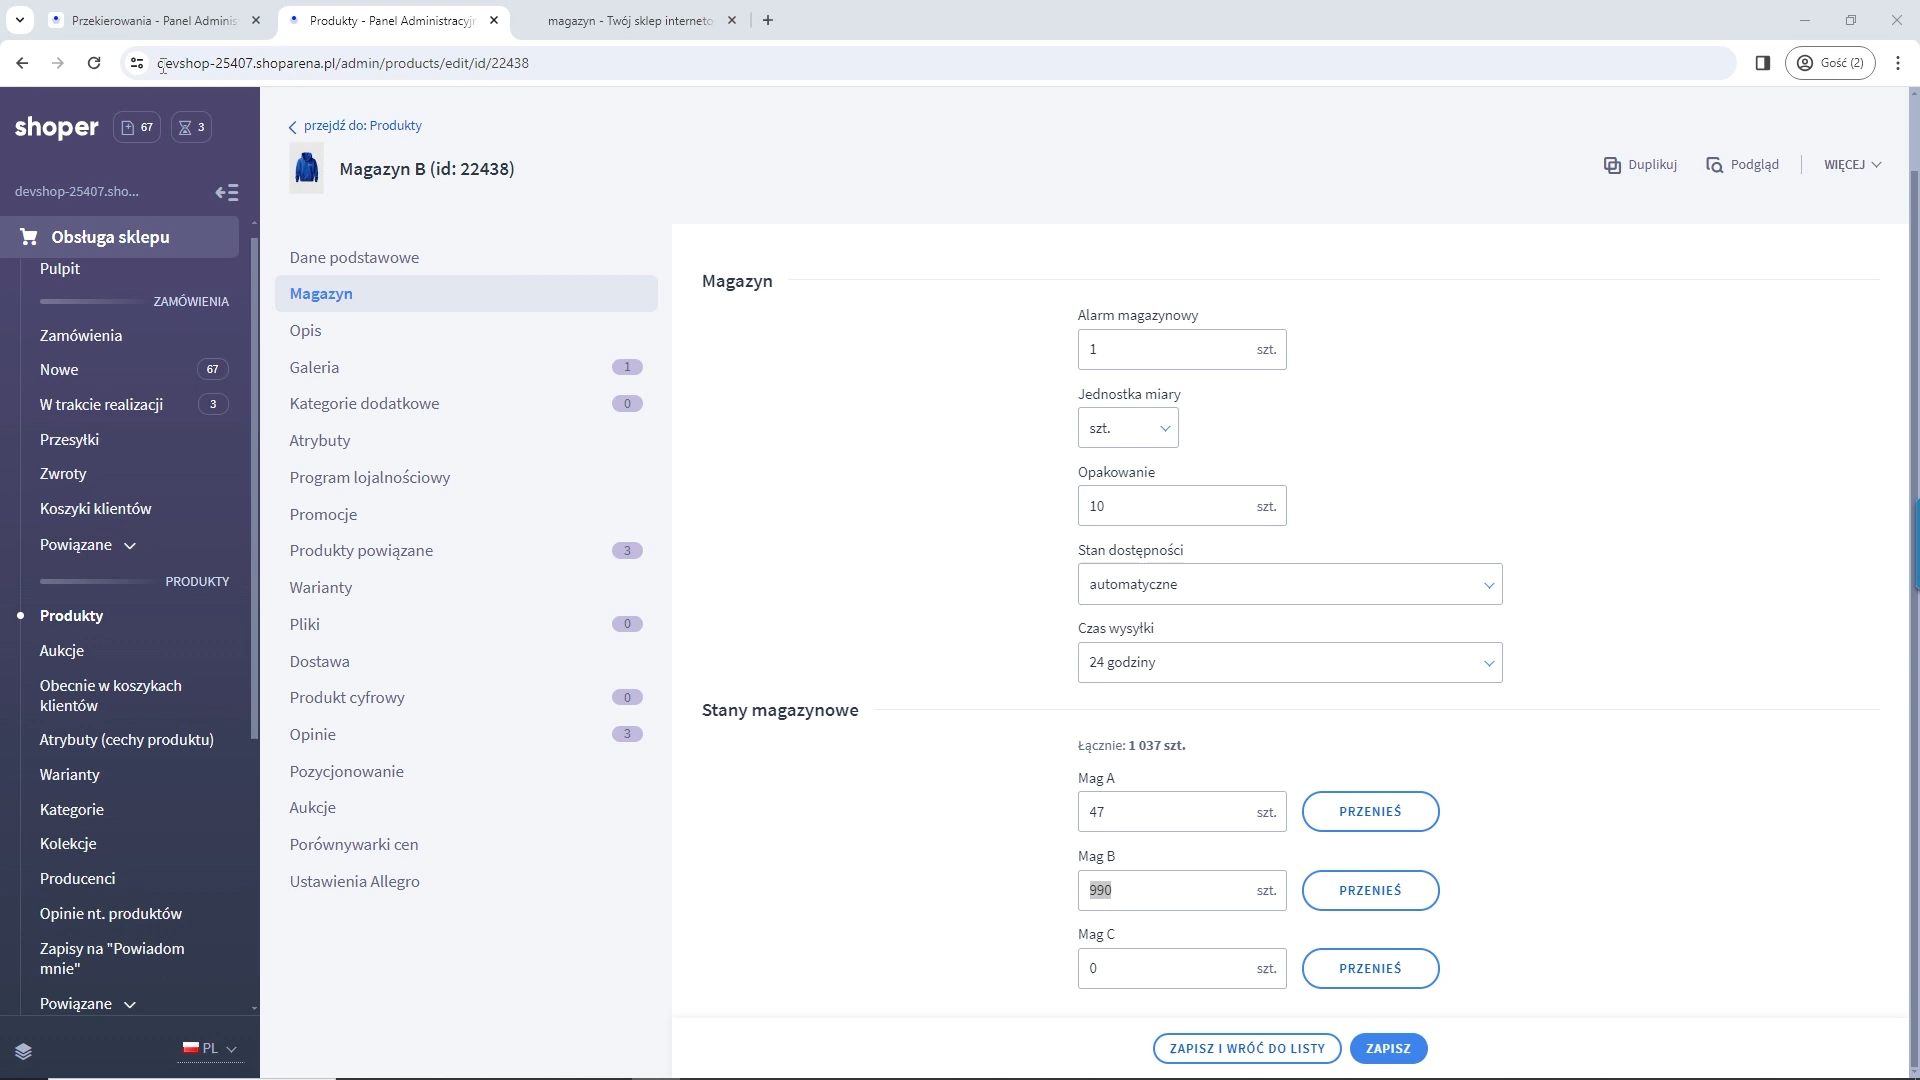 Przekierowania - Panel Adminis
Produkty - Panel Administracyjn
magazyn - Twój sklep interneto
devshop-25407.shoparena.pl/admin/products/edit/id/22438
Gość (2)
shoper
67
3
devshop-25407.sho...
Obsługa sklepu
Pulpit
ZAMÓWIENIA
Zamówienia
Nowe
67
W trakcie realizacji
3
Przesyłki
Zwroty
Koszyki klientów
Powiązane
PRODUKTY
Produkty
Aukcje
Obecnie w koszykach
klientów
Atrybuty (cechy produktu)
Warianty
Kategorie
Kolekcje
Producenci
Opinie nt. produktów
Zapisy na "Powiadom
mnie"
Powiązane
PL
przejdź do: Produkty
Magazyn B (id: 22438)
Duplikuj
Podgląd
WIĘCEJ
Dane podstawowe
Magazyn
Opis
Galeria
1
Kategorie dodatkowe
0
Atrybuty
Program lojalnościowy
Promocje
Produkty powiązane
3
Warianty
Pliki
0
Dostawa
Produkt cyfrowy
0
Opinie
3
Pozycjonowanie
Aukcje
Porównywarki cen
Ustawienia Allegro
Magazyn
Alarm magazynowy
1 szt.
Jednostka miary
szt.
Opakowanie
10 szt.
Stan dostępności
automatyczne
Czas wysyłki
24 godziny
Stany magazynowe
Łącznie: 1 037 szt.
Mag A
47 szt.
PRZENIEŚ
Mag B
990 szt.
PRZENIEŚ
Mag C
0 szt.
PRZENIEŚ
ZAPISZ I WRÓĆ DO LISTY
ZAPISZ